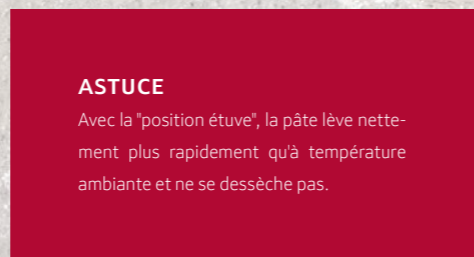 ASTUCE
Avec la "position étuve", la pâte lève nette-
ment plus rapidement qu'à température
ambiante et ne se dessèche pas.